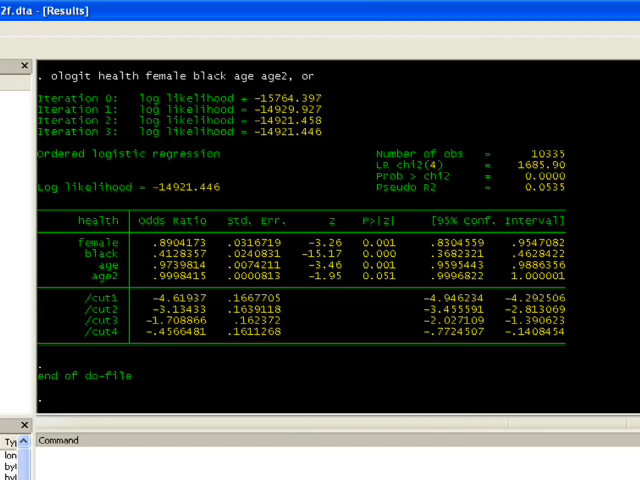 2f.dta - [Results]
. ologit health female black age age2, or
Iteration 0: log likelihood = -15764.397
Iteration 1: log likelihood = -14929.927
Iteration 2: log likelihood = -14921.458
Iteration 3: log likelihood = -14921.446
Ordered logistic regression Number of obs = 10335
LR chi2(4) = 1685.90
Prob > chi2 = 0.0000
Log likelihood = -14921.446 Pseudo R2 = 0.0535
health Odds Ratio Std. Err. z P>|z| [95% Conf. Interval]
female .8904173 .0316719 -3.26 0.001 .8304559 .9547082
black .4128357 .0240831 -15.17 0.000 .3682321 .4628422
age .9739814 .0074211 -3.46 0.001 .9595443 .9886356
age2 .9998415 .0000813 -1.95 0.051 .9996822 1.000001
/cut1 -4.61937 .1667705 -4.946234 -4.292506
/cut2 -3.13433 .1639118 -3.455591 -2.813069
/cut3 -1.708866 .162372 -2.027109 -1.390623
/cut4 -.4566481 .1611268 -.7724507 -.1408454
.
end of do-file
.
Command
Ty
lon
byt
byt